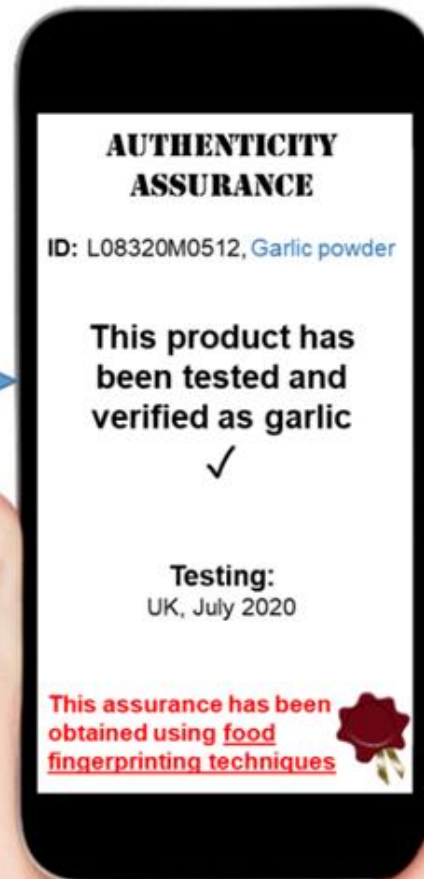 AUTHENTICITY
ASSURANCE
ID: L08320M0512, Garlic powder
This product has
been tested and
verified as garlic
✓
Testing:
UK, July 2020
This assurance has been
obtained using food
fingerprinting techniques